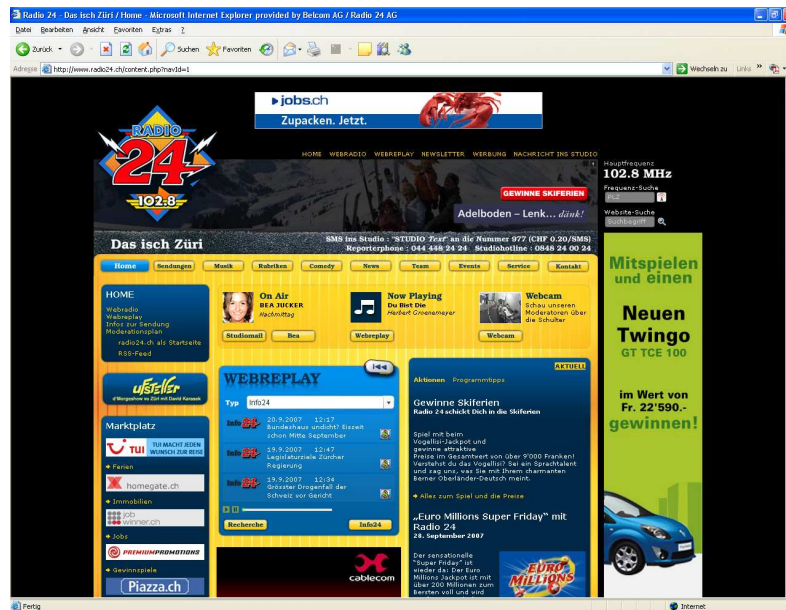 Radio 24 - Das isch Züri / Home - Microsoft Internet Explorer provided by Belcom AG / Radio 24 AG
Datei Bearbeiten Ansicht Favoriten Extras ?
Zurück Suchen Favoriten
Adresse http://www.radio24.ch/content.php?navId=1 Wechseln zu Links »
jobs.ch
Zupacken. Jetzt.
RADIO
24
102.8
HOME WEBRADIO WEBREPLAY NEWSLETTER WERBUNG NACHRICHT INS STUDIO
Hauptfrequenz
102.8 MHz
Frequenz-Suche
PLZ
Website-Suche
Suchbegriff
GEWINNE SKIFERIEN
Adelboden – Lenk... dänk!
Das isch Züri
SMS ins Studio : "STUDIO Text" an die Nummer 977 (CHF 0.20/SMS)
Reporterphone : 044 448 24 24 Studiohotline : 0848 24 00 24
Home Sendungen Musik Rubriken Comedy News Team Events Service Kontakt
HOME
Webradio
Webreplay
Infos zur Sendung
Moderationsplan
radio24.ch als Startseite
RSS-Feed
On Air
BEA JUCKER
Nachmittag
Studiomail Bea
Now Playing
Du Bist Die
Herbert Groenemeyer
Webreplay
Webcam
Schau unseren
Moderatoren über
die Schulter
Webcam
ufsteller
d'Morgeshow vo Züri mit David Karasek
Marktplatz
TUI
TUI MACHT JEDEN
WUNSCH ZUR REISE
Ferien
homegate.ch
Immobilien
job
winner.ch
Jobs
PREMIUMPROMOTIONS
Gewinnspiele
Piazza.ch
WEBREPLAY
Typ Info24
Info 24 20.9.2007 12:17
Bundeshaus undicht? Eiszeit
schon Mitte September
Info 24 19.9.2007 12:47
Legislaturziele Zürcher
Regierung
Info 24 19.9.2007 12:34
Grösster Drogenfall der
Schweiz vor Gericht
Recherche Info24
cablecom
AKTUELL
Aktionen Programmtipps
Gewinne Skiferien
Radio 24 schickt Dich in die Skiferien
Spiel mit beim
Vogellisi-Jackpot und
gewinne attraktive
Preise im Gesamtwert von über 9'000 Franken!
Verstehst du das Vogellisi? Sei ein Sprachtalent
und sag uns, was Sie mit Ihrem charmanten
Berner Oberländer-Deutsch meint.
Alles zum Spiel und die Preise
„Euro Millions Super Friday" mit
Radio 24
28. September 2007
Der sensationelle
"Super Friday" ist
wieder da: Der Euro
Millions Jackpot ist mit
über 200 Millionen zum
Bersten voll und wird
EURO
MILLIONS
Mitspielen
und einen
Neuen
Twingo
GT TCE 100
im Wert von
Fr. 22'590.-
gewinnen!
Fertig Internet